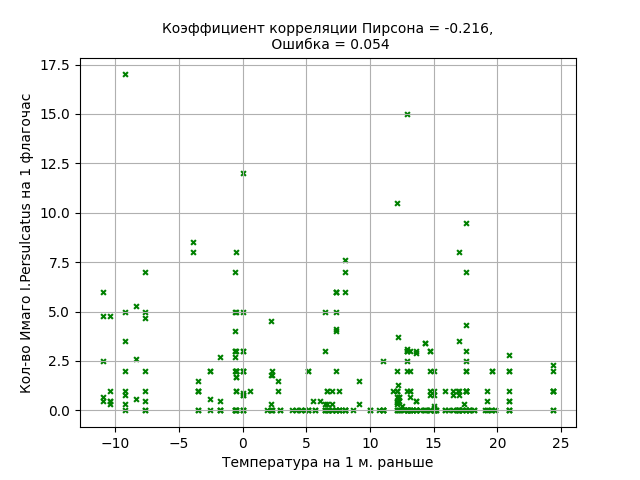 Коэффициент корреляции Пирсона = -0.216,
Ошибка = 0.054
17.5
15.0
12.5
10.0
7.5
5.0
2.5
0.0
Кол-во Имаго I.Persulcatus на 1 флагочас
−10 −5 0 5 10 15 20 25
Температура на 1 м. раньше